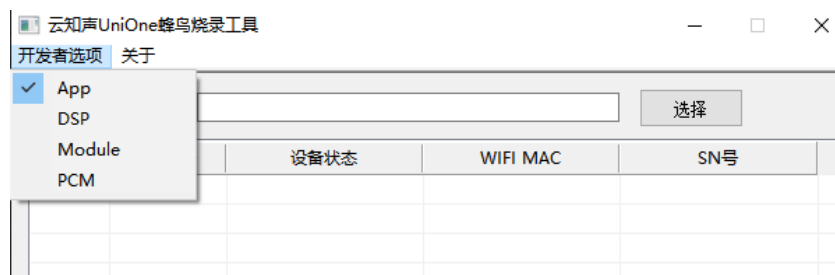 云知声UniOne蜂鸟烧录工具
开发者选项 关于
App
DSP
Module
PCM
选择
设备状态 WIFI MAC SN号